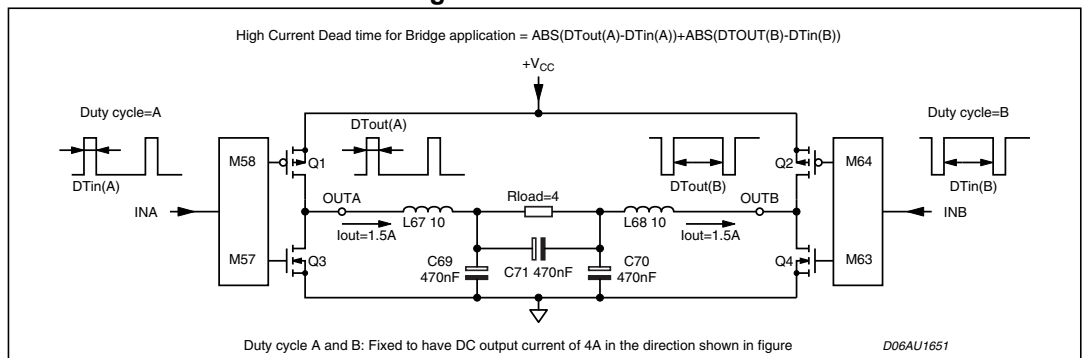 High Current Dead time for Bridge application = ABS(DTout(A)-DTin(A))+ABS(DTOUT(B)-DTin(B))
+VCC
Duty cycle=A
DTin(A)
INA
M58
M57
Q1
Q3
DTout(A)
OUTA
Iout=1.5A
L67 10
Rload=4
C69
470nF
C71 470nF
C70
470nF
L68 10
DTout(B)
OUTB
Iout=1.5A
Q2
Q4
M64
M63
Duty cycle=B
DTin(B)
INB
Duty cycle A and B: Fixed to have DC output current of 4A in the direction shown in figure
D06AU1651